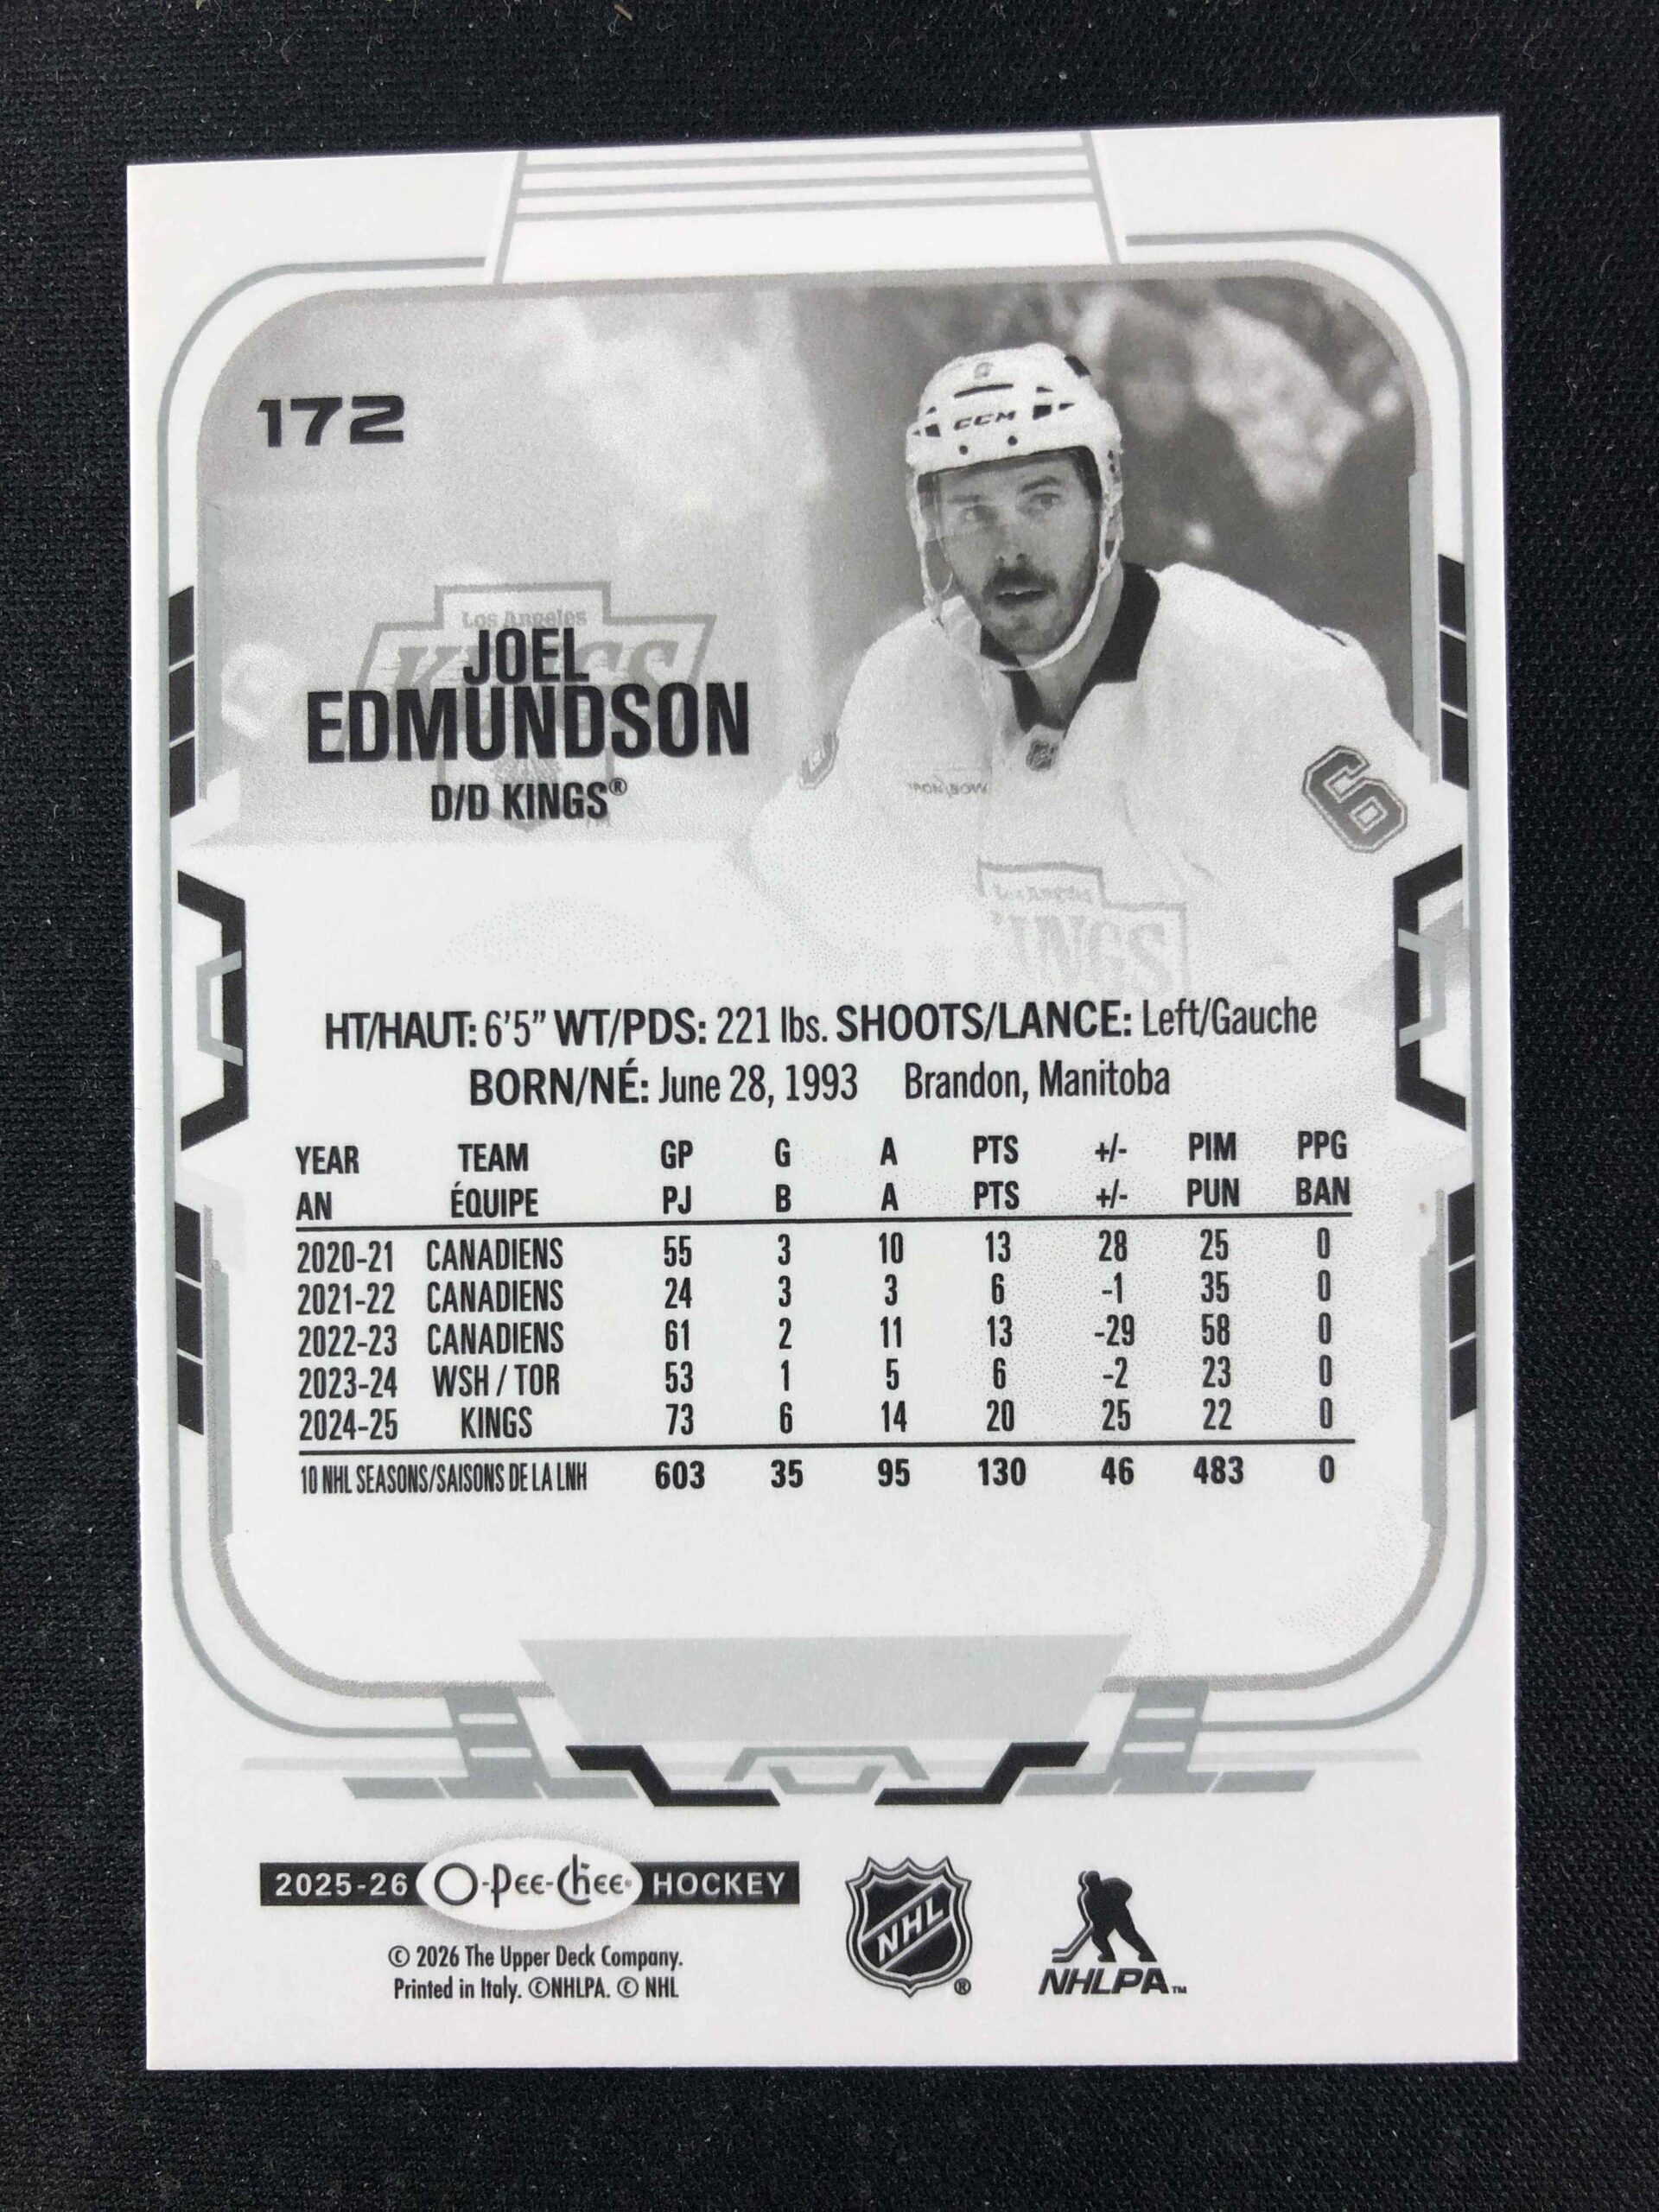 172
CCM
Los Angeles
KINGS
JOEL
EDMUNDSON
D/D KINGS®
6
Los Angeles
INGS
HT/HAUT: 6'5" WT/PDS: 221 lbs. SHOOTS/LANCE: Left/Gauche
BORN/NÉ: June 28, 1993 Brandon, Manitoba
YEAR TEAM GP G A PTS +/- PIM PPG
AN ÉQUIPE PJ B A PTS +/- PUN BAN
2020-21 CANADIENS 55 3 10 13 28 25 0
2021-22 CANADIENS 24 3 3 6 -1 35 0
2022-23 CANADIENS 61 2 11 13 -29 58 0
2023-24 WSH / TOR 53 1 5 6 -2 23 0
2024-25 KINGS 73 6 14 20 25 22 0
10 NHL SEASONS/SAISONS DE LA LNH 603 35 95 130 46 483 0
2025-26 O-Pee-Chee® HOCKEY
© 2026 The Upper Deck Company.
Printed in Italy. ©NHLPA. © NHL
NHL®
NHLPA™